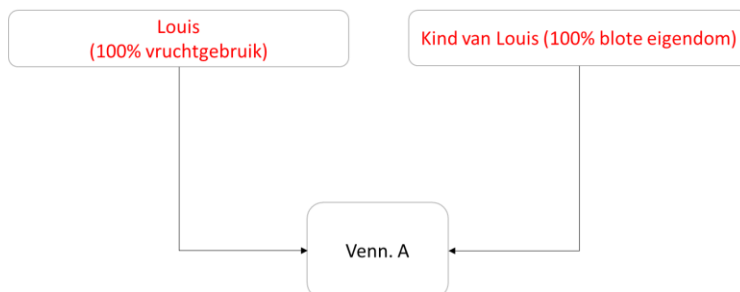 Louis
(100% vruchtgebruik)
Kind van Louis (100% blote eigendom)
Venn. A